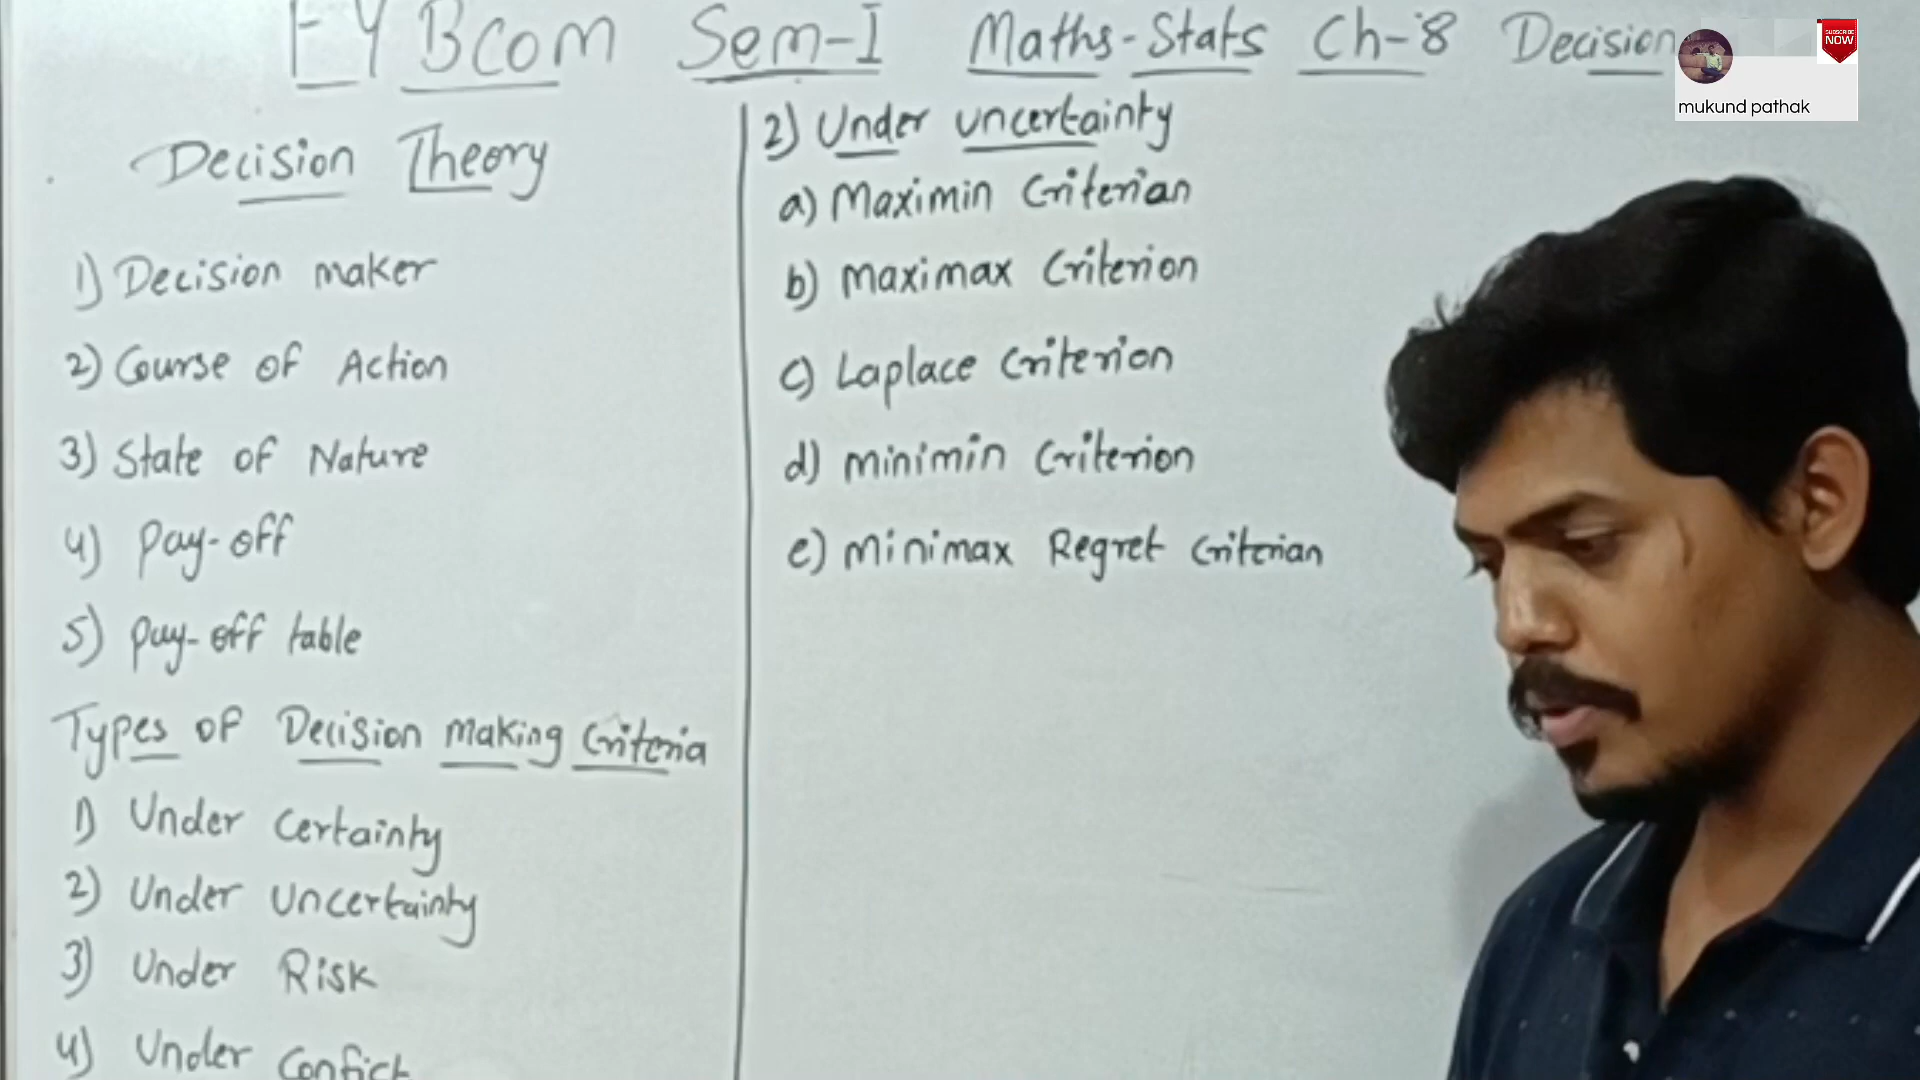 FY Bcom Sem-I Maths-Stats Ch-8 Decision
SUBSCRIBE
NOW
mukund pathak
Decision Theory
1) Decision maker
2) Course of Action
3) State of Nature
4) Pay-off
5) Pay-off table
Types of Decision Making Criteria
1) Under Certainty
2) Under Uncertainty
3) Under Risk
4) Under Confict
2) Under uncertainty
a) Maximin Criterian
b) Maximax Criterion
c) Laplace Criterion
d) Minimin Criterion
e) Minimax Regret Criterian